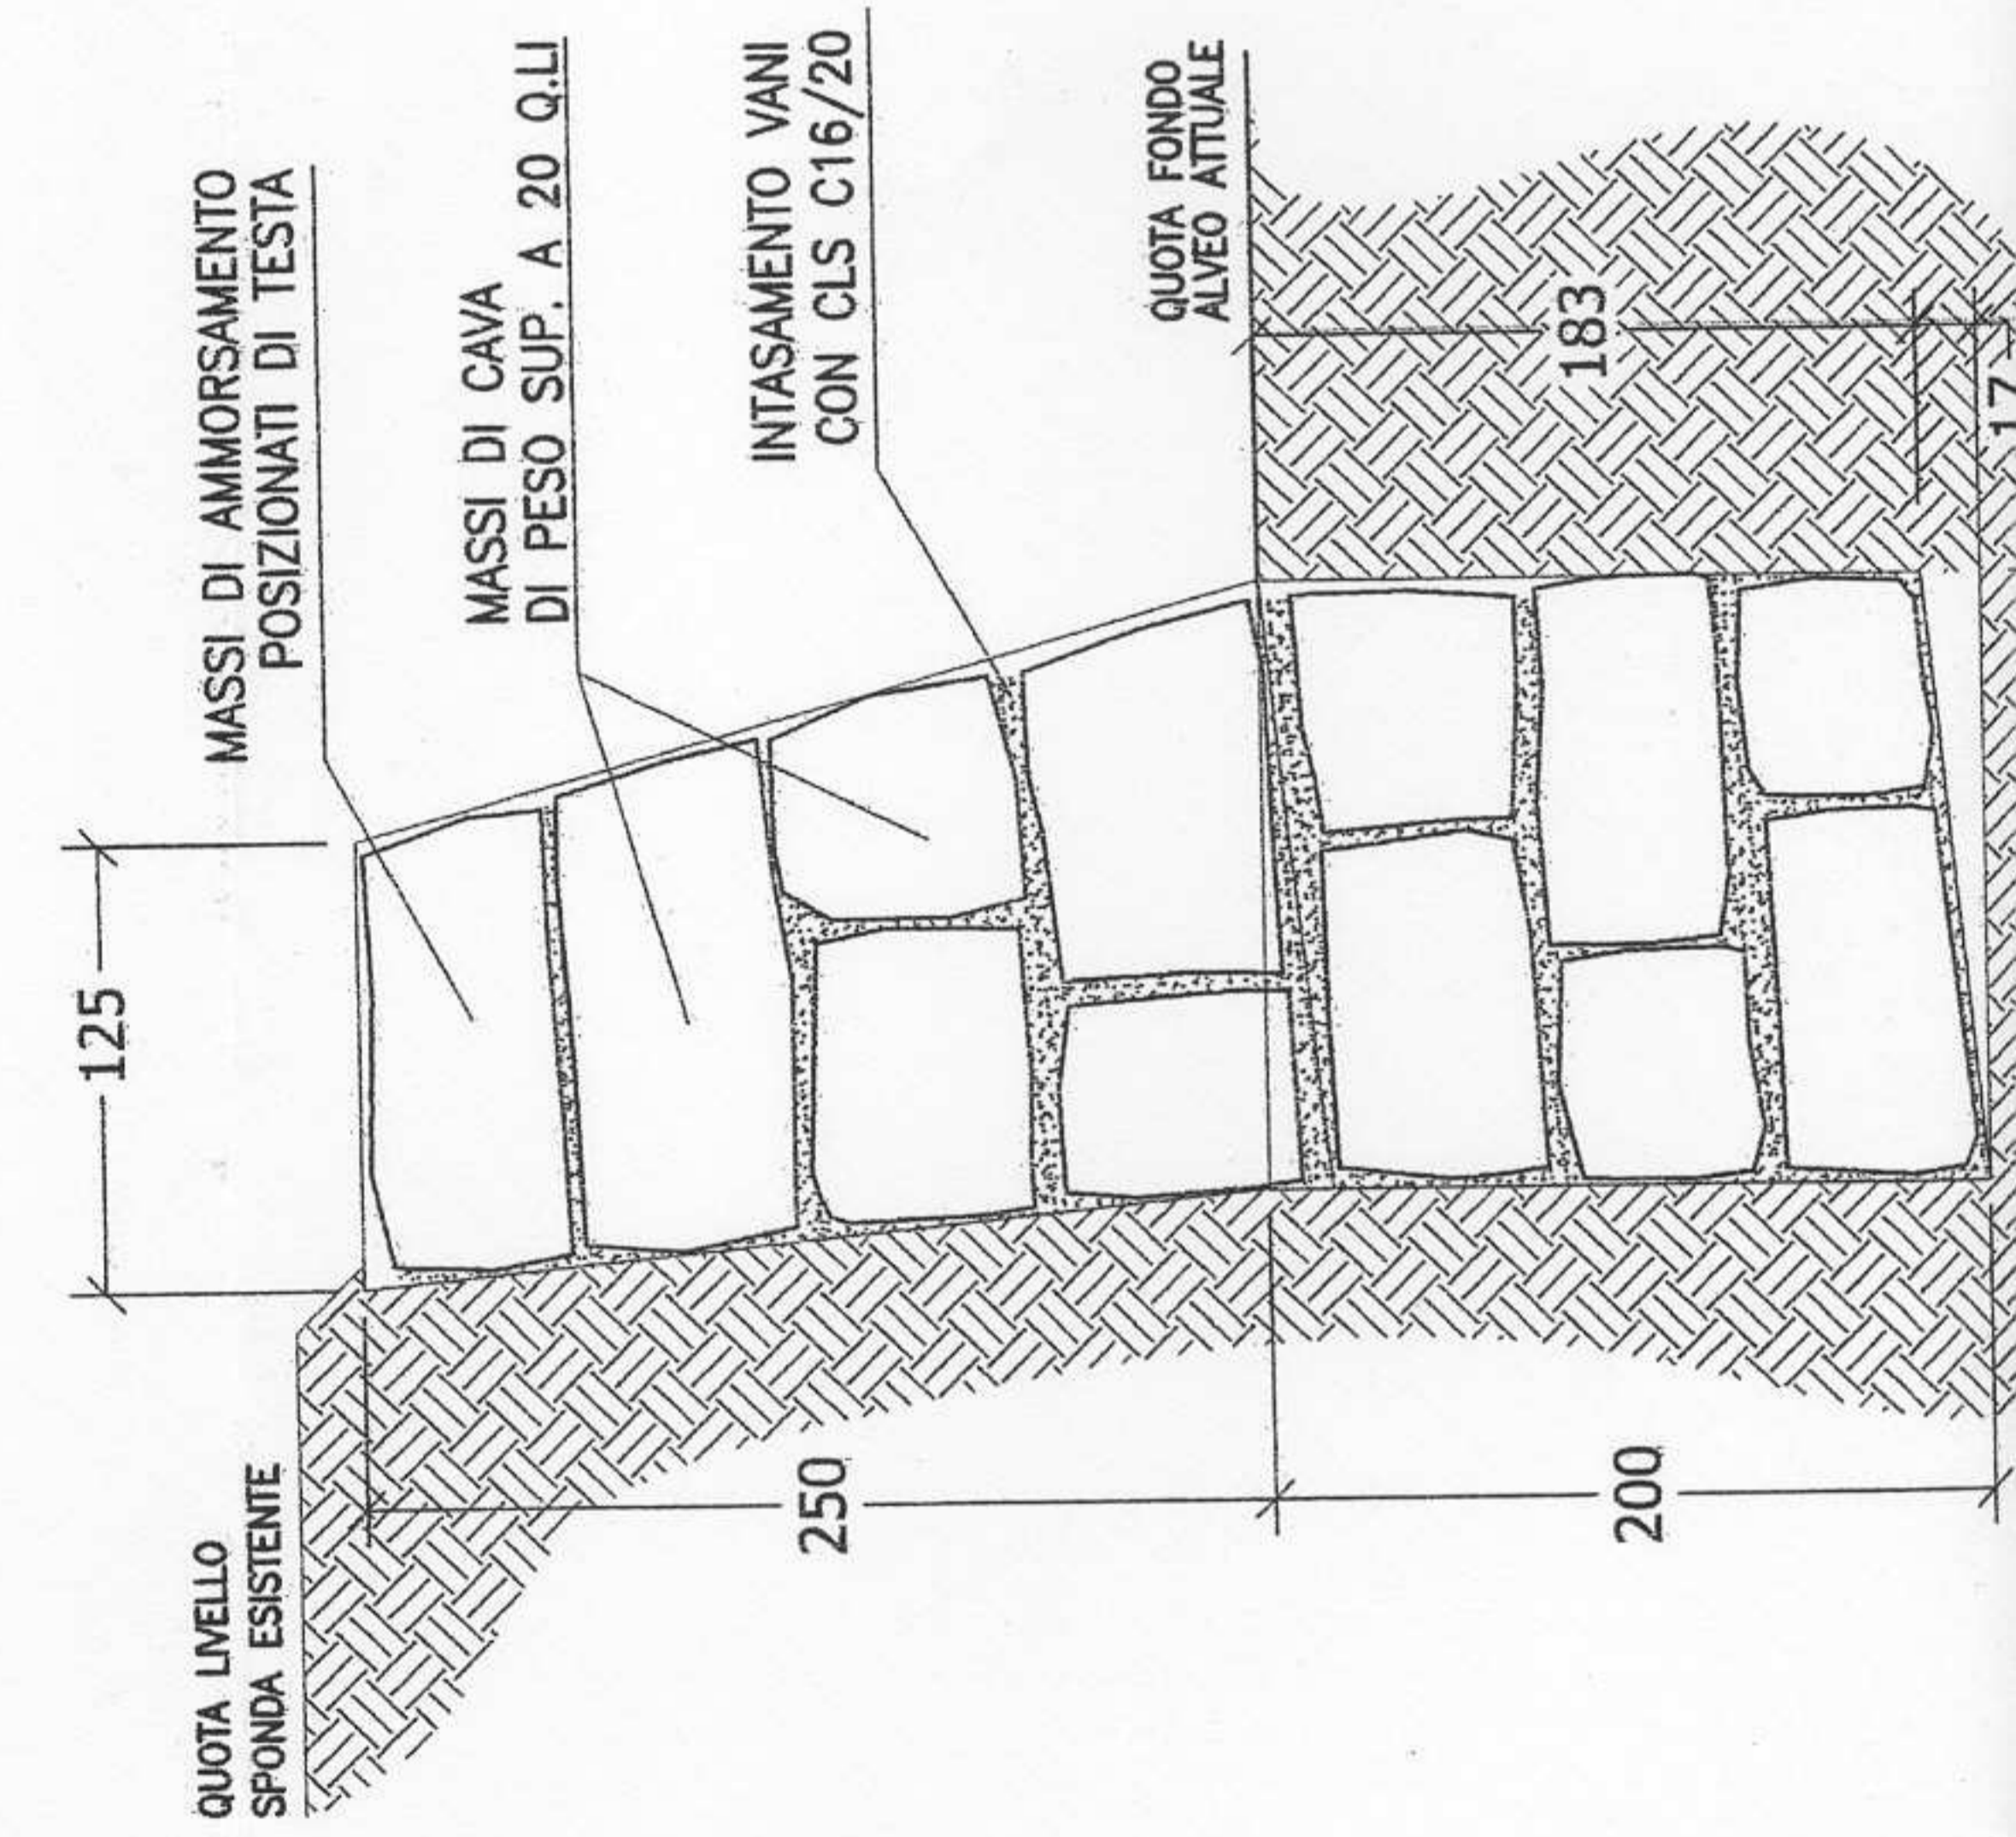 MASSI DI AMMORSAMENTO
POSIZIONATI DI TESTA
MASSI DI CAVA
DI PESO SUP. A 20 Q.LI
INTASAMENTO VANI
CON CLS C16/20
QUOTA FONDO
ALVEO ATTUALE
125
183
17
QUOTA LIVELLO
SPONDA ESISTENTE
250
200